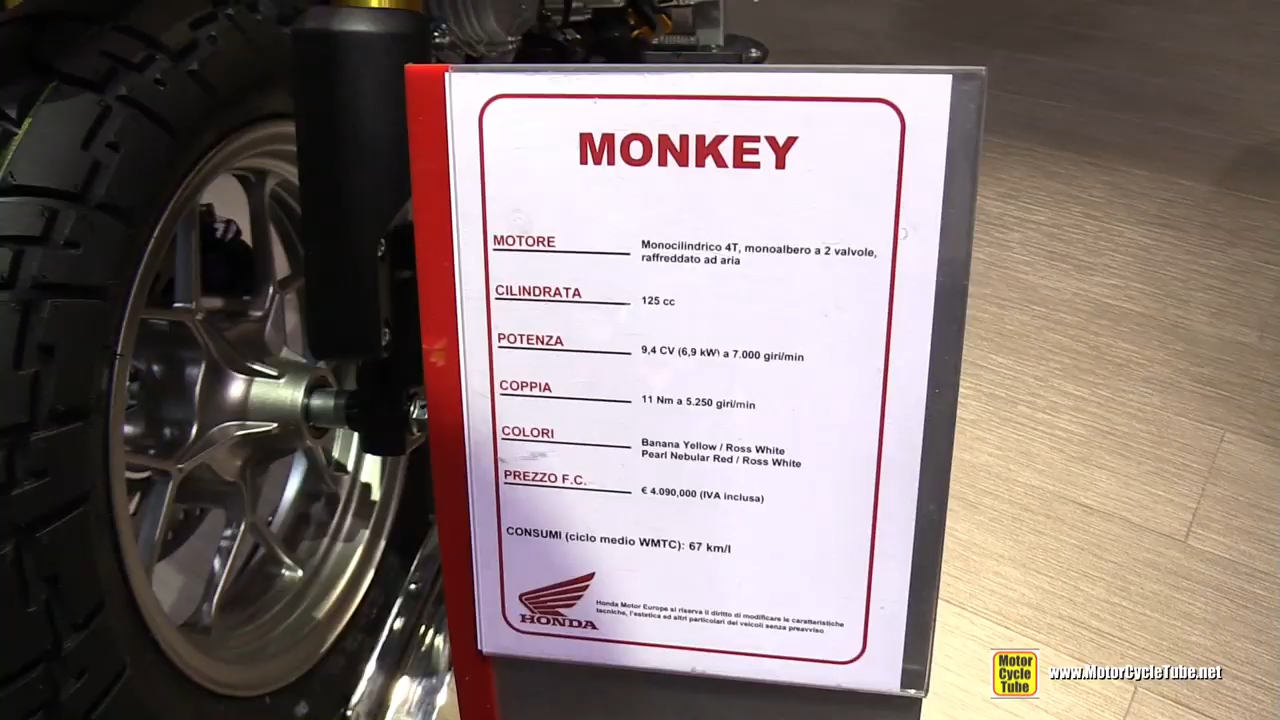 MONKEY
MOTORE
Monocilindrico 4T, monoalbero a 2 valvole,
raffreddato ad aria
CILINDRATA
125 cc
POTENZA
9,4 CV (6,9 kW) a 7.000 giri/min
COPPIA
11 Nm a 5.250 giri/min
COLORI
Banana Yellow / Ross White
Pearl Nebular Red / Ross White
PREZZO F.C.
€ 4.090,000 (IVA inclusa)
CONSUMI (ciclo medio WMTC): 67 km/l
HONDA
Honda Motor Europe si riserva il diritto di modificare le caratteristiche
tecniche, l'estetica ed altri particolari dei veicoli senza preavviso
Motor
Cycle
Tube
www.MotorCycleTube.net